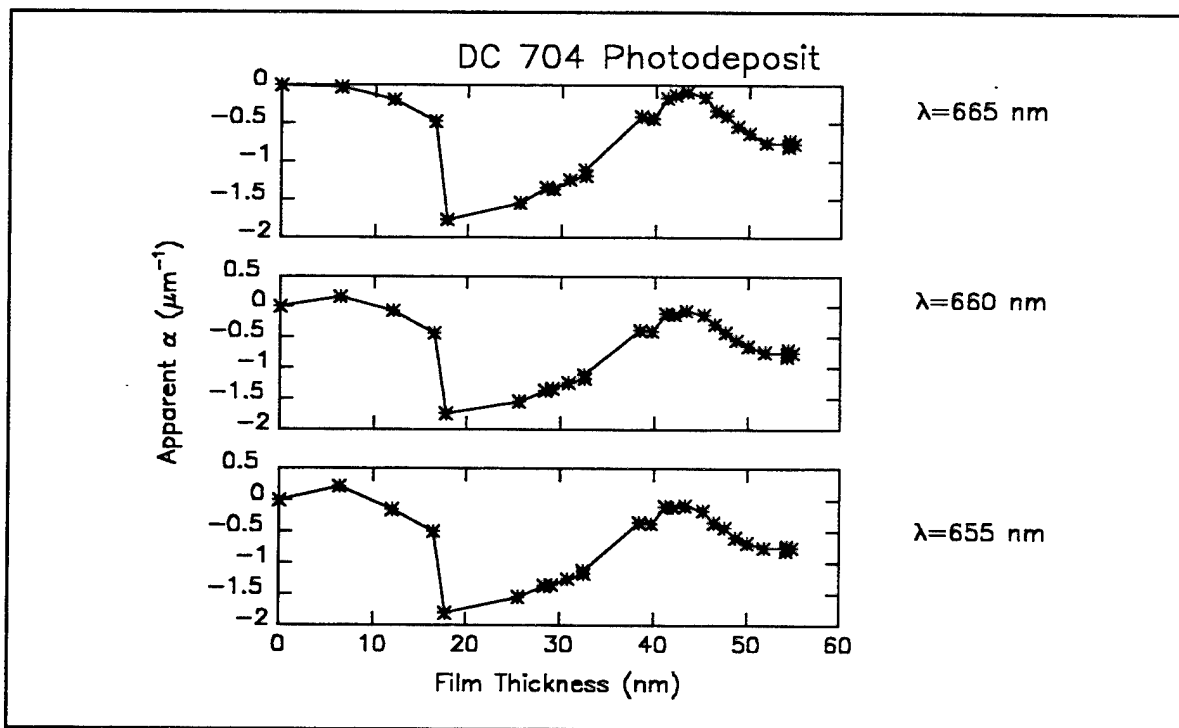 DC 704 Photodeposit
0
−0.5
−1
−1.5
−2
λ=665 nm
0.5
0
−0.5
−1
−1.5
−2
λ=660 nm
Apparent α (μm⁻¹)
0.5
0
−0.5
−1
−1.5
−2
λ=655 nm
0 10 20 30 40 50 60
Film Thickness (nm)